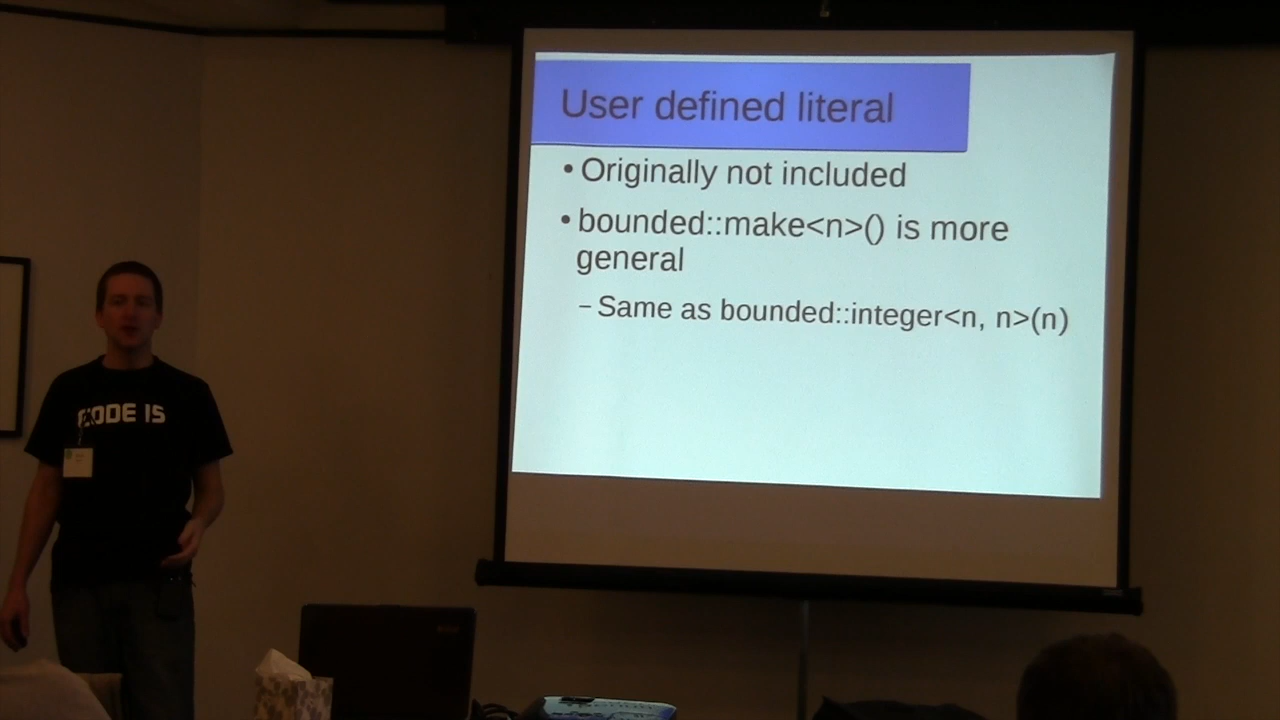 User defined literal
• Originally not included
• bounded::make<n>() is more
general
– Same as bounded::integer<n, n>(n)
CODE IS